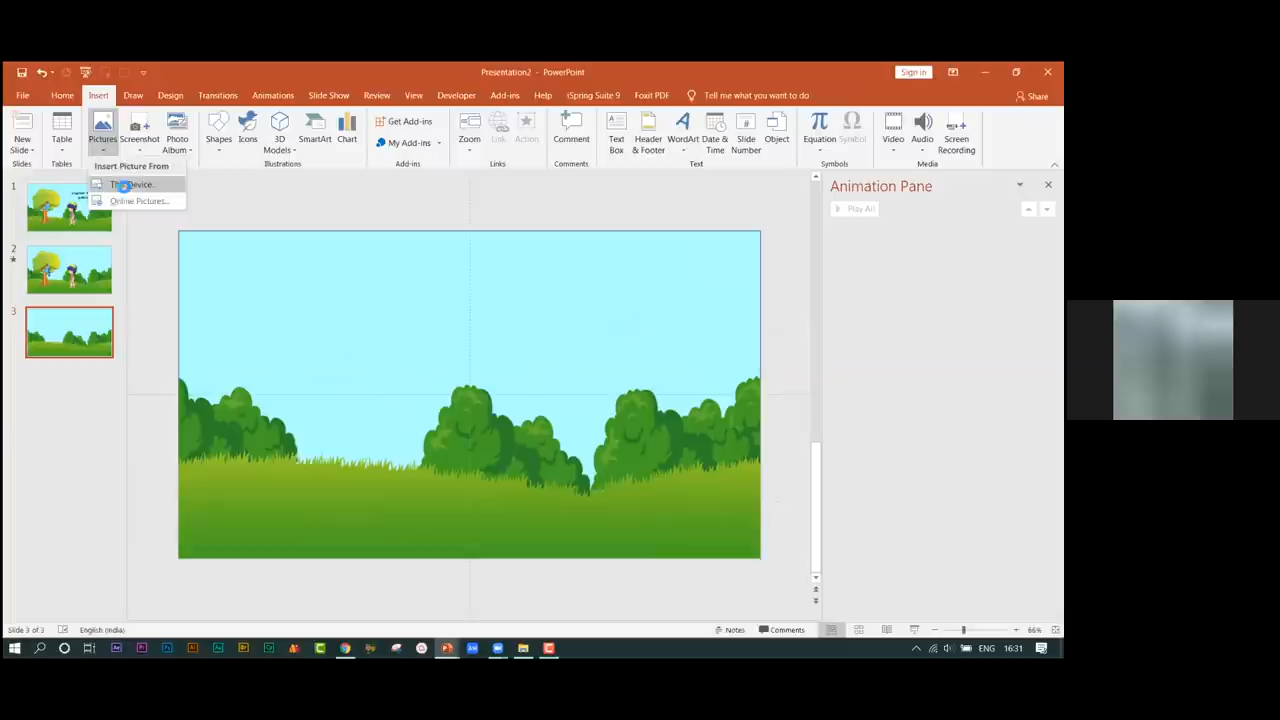 Presentation2 - PowerPoint
Sign in
File Home Insert Draw Design Transitions Animations Slide Show Review View Developer Add-ins Help iSpring Suite 9 Foxit PDF Tell me what you want to do Share
New Slide
Table
Pictures
Screenshot
Photo Album
Shapes
Icons
3D Models
SmartArt
Chart
Get Add-ins
My Add-ins
Zoom
Link
Action
Comment
Text Box
Header & Footer
WordArt
Date & Time
Slide Number
Object
Equation
Symbol
Video
Audio
Screen Recording
Slides Tables Illustrations Add-ins Links Comments Text Symbols Media
Insert Picture From
Device...
Online Pictures...
1
2
3
Animation Pane
Play All
Slide 3 of 3 English (India) Notes Comments 66%
ENG 16:31